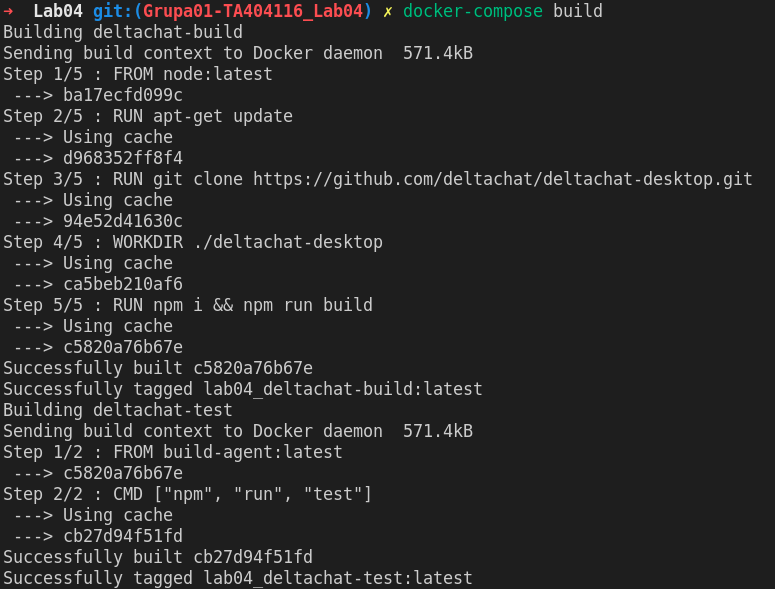 →  Lab04 git:(Grupa01-TA404116_Lab04) ✗ docker-compose build
Building deltachat-build
Sending build context to Docker daemon  571.4kB
Step 1/5 : FROM node:latest
 ---> ba17ecfd099c
Step 2/5 : RUN apt-get update
 ---> Using cache
 ---> d968352ff8f4
Step 3/5 : RUN git clone https://github.com/deltachat/deltachat-desktop.git
 ---> Using cache
 ---> 94e52d41630c
Step 4/5 : WORKDIR ./deltachat-desktop
 ---> Using cache
 ---> ca5beb210af6
Step 5/5 : RUN npm i && npm run build
 ---> Using cache
 ---> c5820a76b67e
Successfully built c5820a76b67e
Successfully tagged lab04_deltachat-build:latest
Building deltachat-test
Sending build context to Docker daemon  571.4kB
Step 1/2 : FROM build-agent:latest
 ---> c5820a76b67e
Step 2/2 : CMD ["npm", "run", "test"]
 ---> Using cache
 ---> cb27d94f51fd
Successfully built cb27d94f51fd
Successfully tagged lab04_deltachat-test:latest